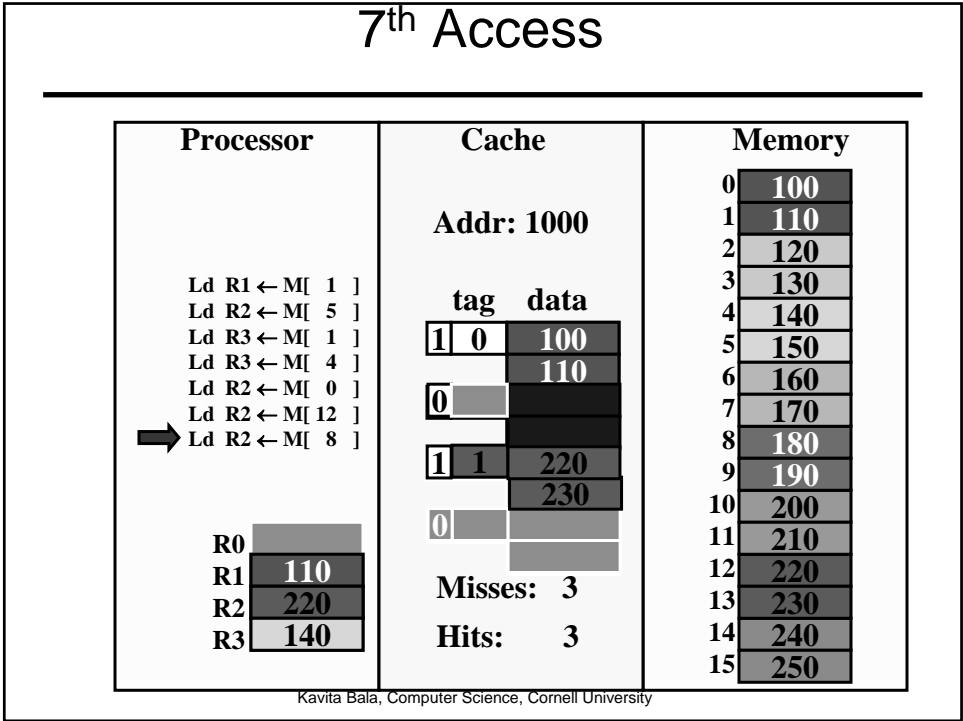 7th Access
Processor
Ld R1 ← M[ 1 ]
Ld R2 ← M[ 5 ]
Ld R3 ← M[ 1 ]
Ld R3 ← M[ 4 ]
Ld R2 ← M[ 0 ]
Ld R2 ← M[ 12 ]
Ld R2 ← M[ 8 ]
R0
R1 110
R2 220
R3 140
Cache
Addr: 1000
tag data
1 0 100
110
0
1 1 220
230
0
Misses: 3
Hits: 3
Memory
0 100
1 110
2 120
3 130
4 140
5 150
6 160
7 170
8 180
9 190
10 200
11 210
12 220
13 230
14 240
15 250
Kavita Bala, Computer Science, Cornell University